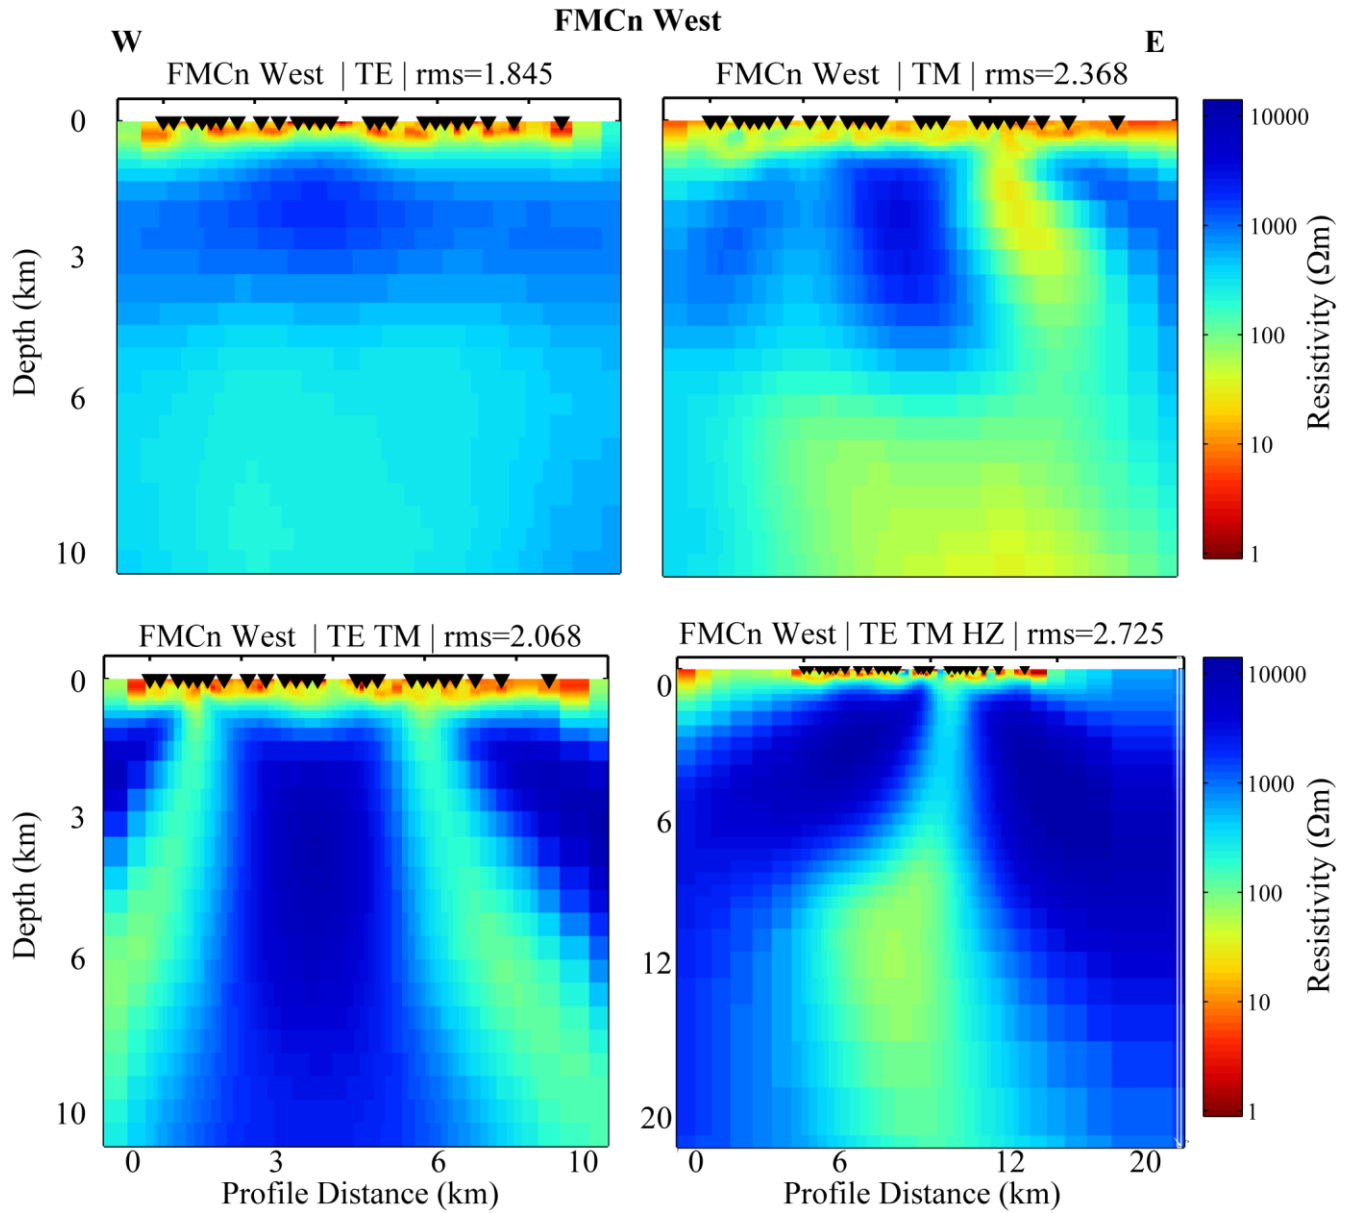 FMCn West
W
E
FMCn West | TE | rms=1.845
FMCn West | TM | rms=2.368
0
3
6
10
Depth (km)
10000
1000
100
10
1
Resistivity (Ωm)
FMCn West | TE TM | rms=2.068
FMCn West | TE TM HZ | rms=2.725
0
3
6
10
Depth (km)
0
6
12
20
10000
1000
100
10
1
Resistivity (Ωm)
0 3 6 10
Profile Distance (km)
0 6 12 20
Profile Distance (km)